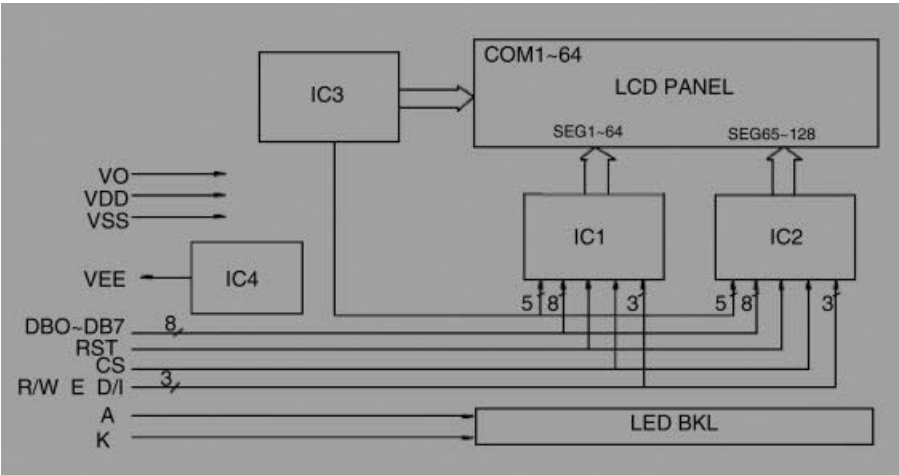 COM1~64
IC3
LCD PANEL
SEG1~64
SEG65~128
VO
VDD
VSS
IC1
IC2
VEE
IC4
5
8
3
5
8
3
DBO~DB7
8
RST
CS
R/W E D/I
3
A
K
LED BKL